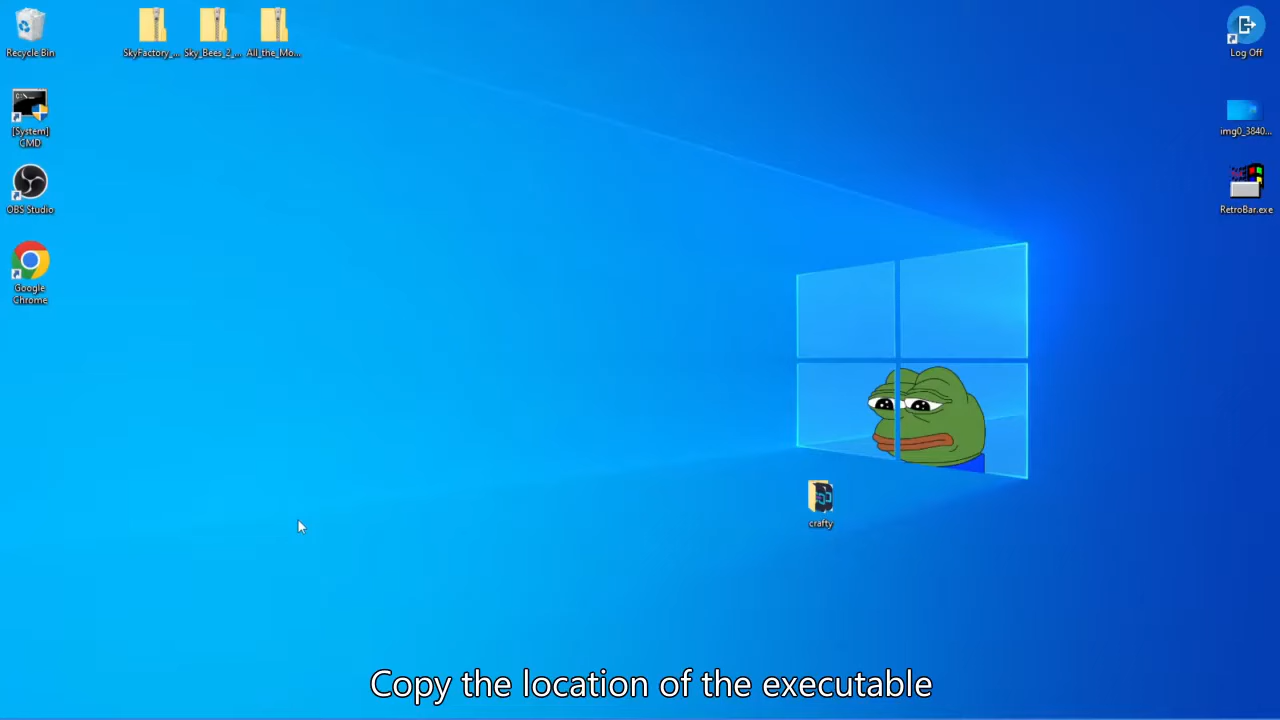 Recycle Bin
SkyFactory_...
Sky_Bees_2_...
All_the_Mo...
Log Off
[System]
CMD
img0_3840...
OBS Studio
RetroBar.exe
Google
Chrome
crafty
Copy the location of the executable